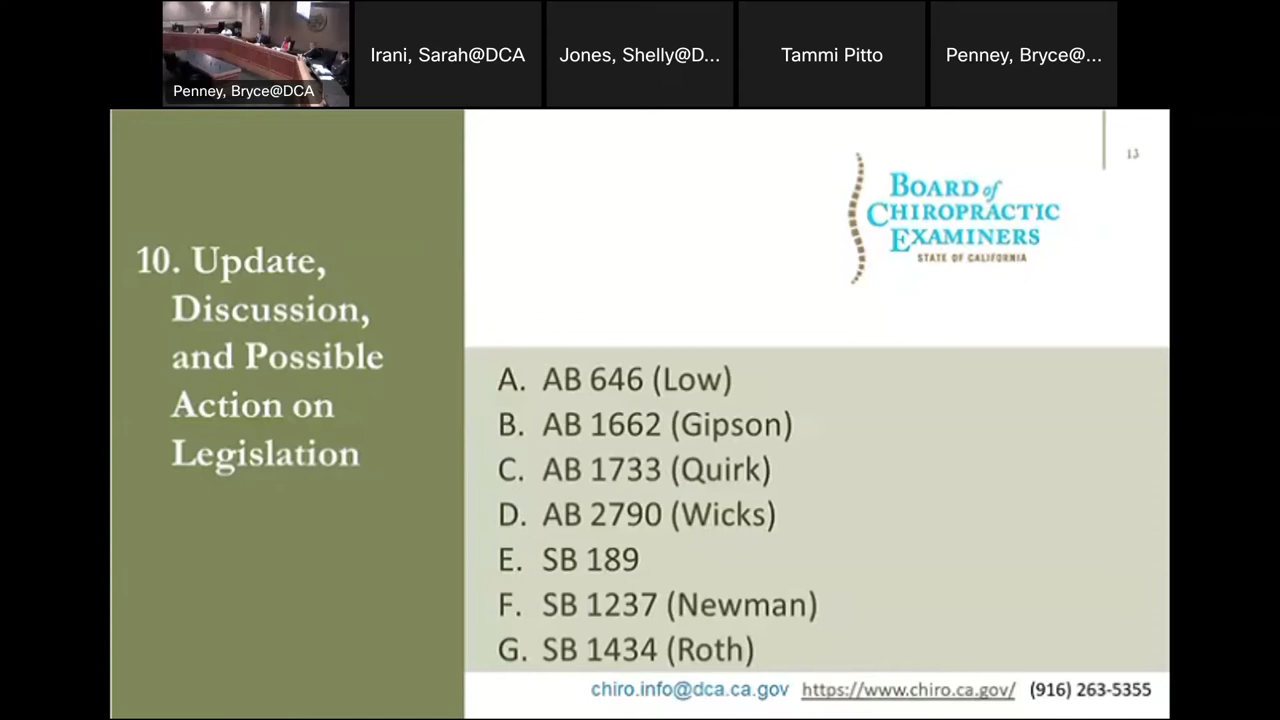 Penney, Bryce@DCA
Irani, Sarah@DCA
Jones, Shelly@D...
Tammi Pitto
Penney, Bryce@...
13
BOARD of
CHIROPRACTIC
EXAMINERS
STATE OF CALIFORNIA
10. Update,
Discussion,
and Possible
Action on
Legislation
A. AB 646 (Low)
B. AB 1662 (Gipson)
C. AB 1733 (Quirk)
D. AB 2790 (Wicks)
E. SB 189
F. SB 1237 (Newman)
G. SB 1434 (Roth)
chiro.info@dca.ca.gov https://www.chiro.ca.gov/ (916) 263-5355